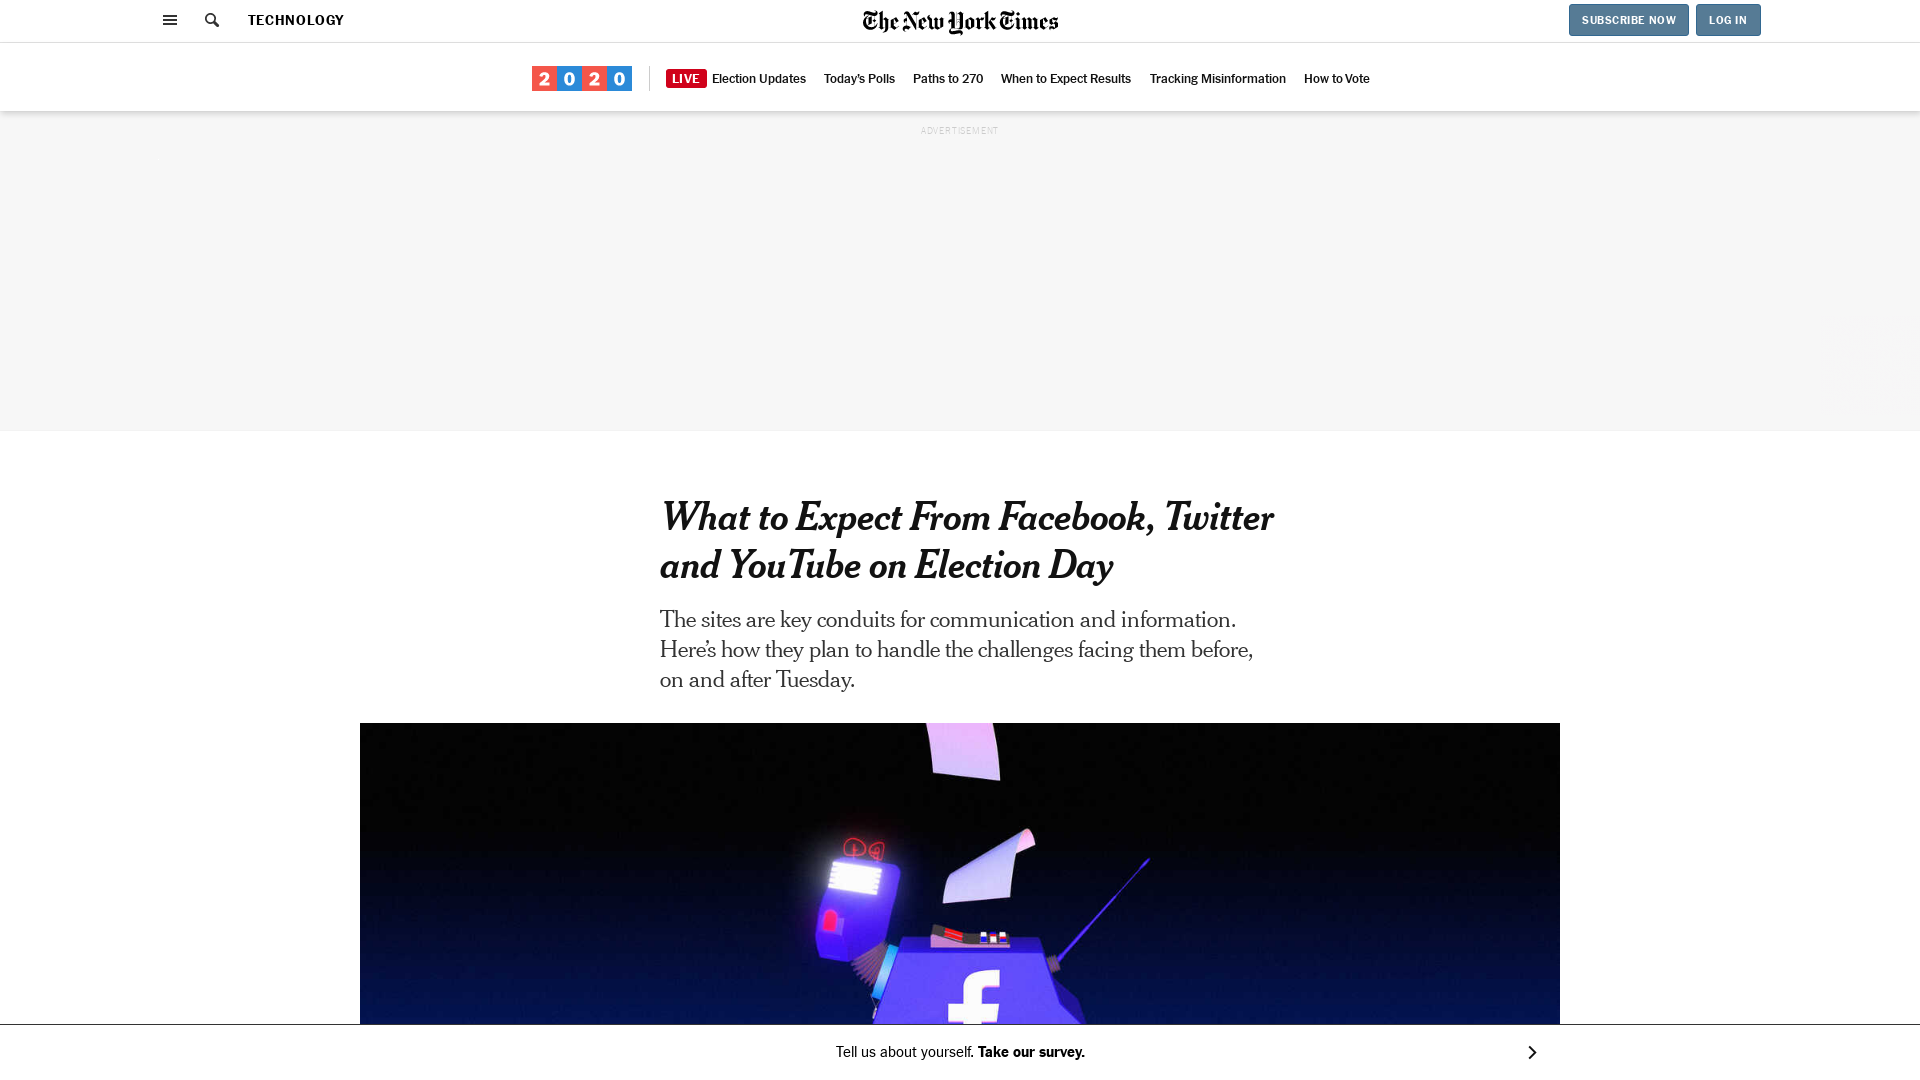 TECHNOLOGY
The New York Times
SUBSCRIBE NOW
LOG IN
2020
LIVE Election Updates
Today's Polls
Paths to 270
When to Expect Results
Tracking Misinformation
How to Vote
ADVERTISEMENT
What to Expect From Facebook, Twitter
and YouTube on Election Day
The sites are key conduits for communication and information.
Here’s how they plan to handle the challenges facing them before,
on and after Tuesday.
f
Tell us about yourself. Take our survey.